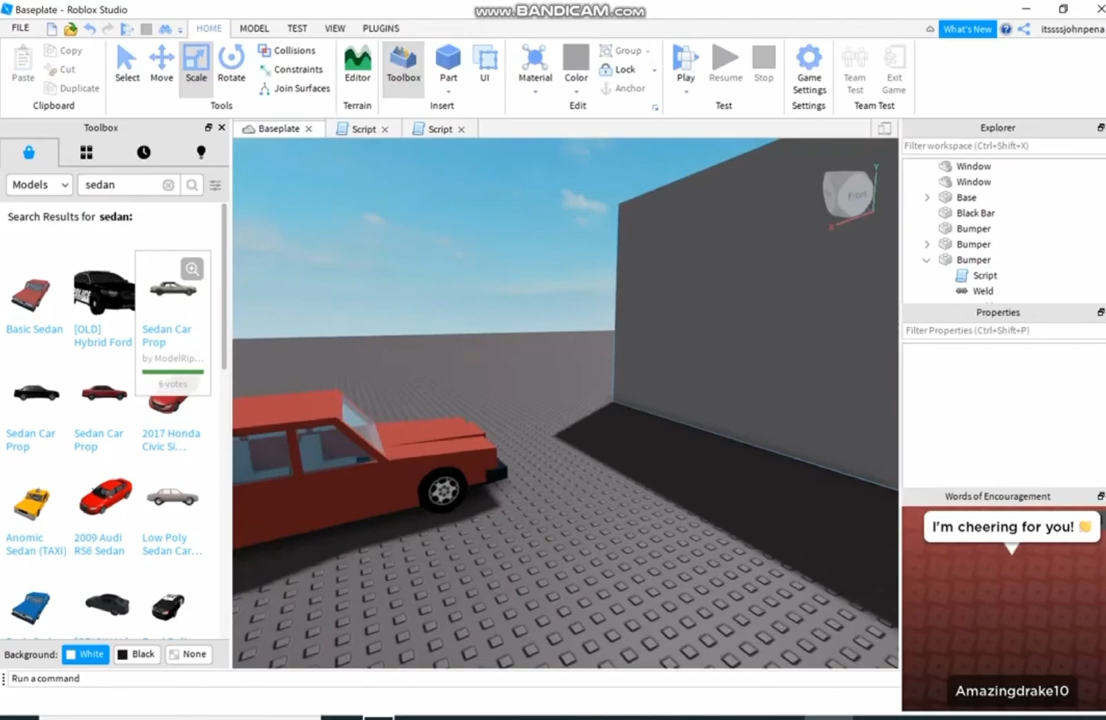 Baseplate - Roblox Studio
www.BANDICAM.com
FILE
HOME
MODEL
TEST
VIEW
PLUGINS
What's New
itsssjohnpena
Paste
Copy
Cut
Duplicate
Clipboard
Select
Move
Scale
Rotate
Collisions
Constraints
Join Surfaces
Tools
Editor
Terrain
Toolbox
Part
UI
Insert
Material
Color
Group
Lock
Anchor
Edit
Play
Resume
Stop
Test
Game
Settings
Settings
Team
Test
Exit
Game
Team Test
Toolbox
Models
sedan
Search Results for sedan:
Basic Sedan
[OLD]
Hybrid Ford
Sedan Car
Prop
by ModelRip...
6 votes
Sedan Car
Prop
Sedan Car
Prop
2017 Honda
Civic Si...
Anomic
Sedan (TAXI)
2009 Audi
RS6 Sedan
Low Poly
Sedan Car...
Background:
White
Black
None
Run a command
Baseplate
Script
Script
Front
Y
X
Explorer
Filter workspace (Ctrl+Shift+X)
Window
Window
Base
Black Bar
Bumper
Bumper
Bumper
Script
Weld
Properties
Filter Properties (Ctrl+Shift+P)
Words of Encouragement
I'm cheering for you! 👏
Amazingdrake10